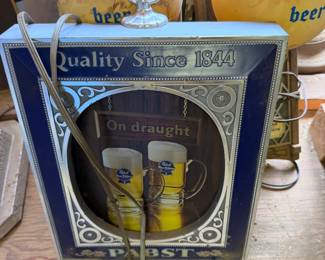 beer
beer
Quality Since 1844
On draught
PABST